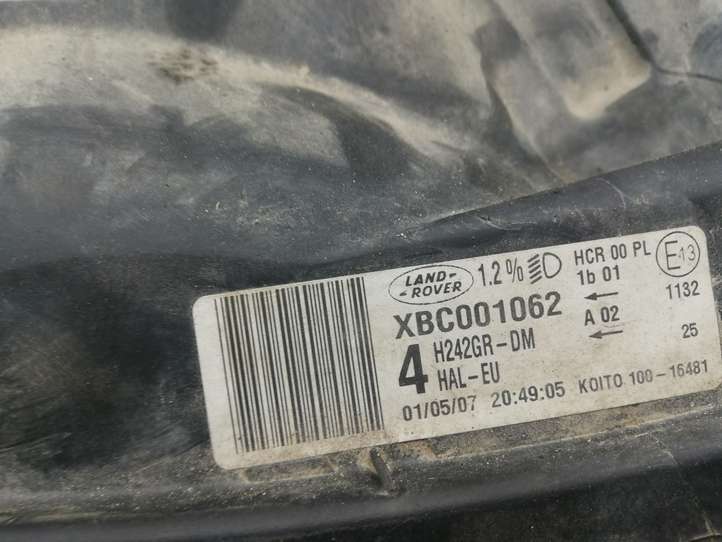 LAND-
-ROVER
1.2%
HCR 00 PL
E13
XBC001062
1b 01
1132
4
H242GR-DM
A 02
25
HAL-EU
01/05/07 20:49:05 KOITO 100-16481